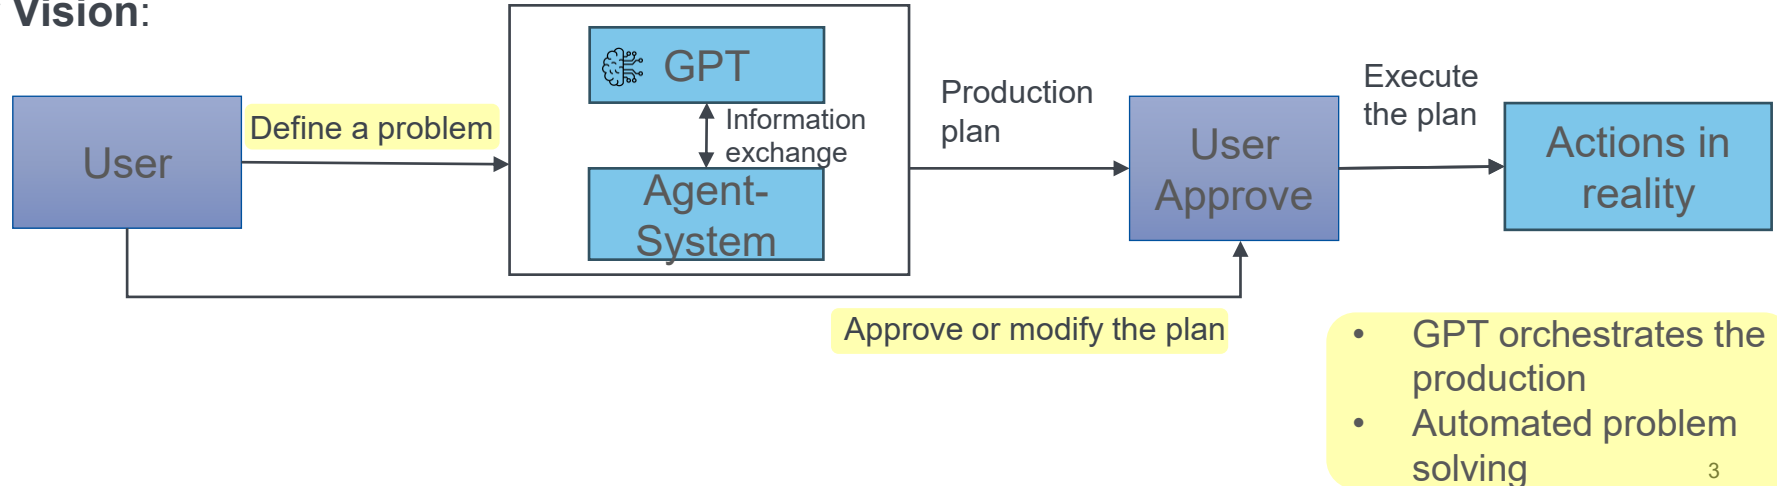 Vision:
User
Define a problem
GPT
Information
exchange
Agent-
System
Production
plan
User
Approve
Execute
the plan
Actions in
reality
Approve or modify the plan
• GPT orchestrates the
production
• Automated problem
solving
3